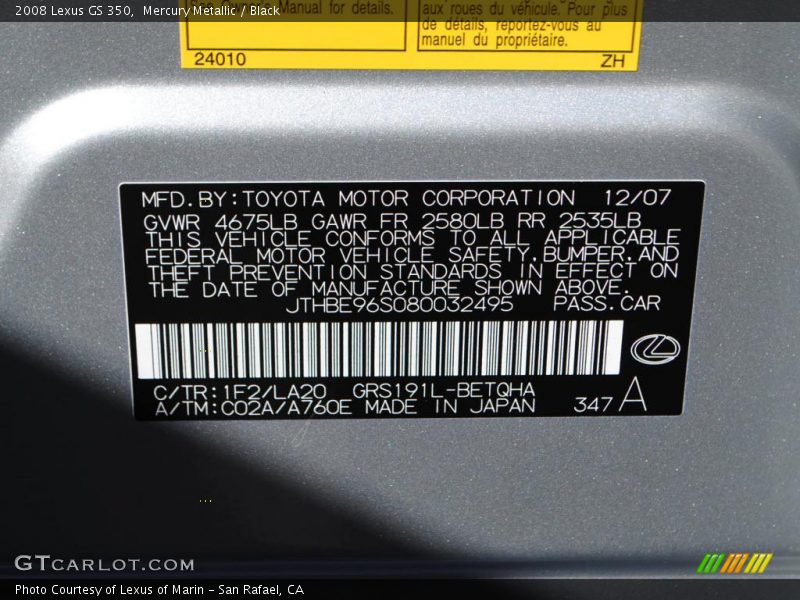 2008 Lexus GS 350,  Mercury Metallic / Black
see Owner's Manual for details.
aux roues du véhicule. Pour plus
de détails, reportez-vous au
manuel du propriétaire.
24010
ZH
MFD.BY:TOYOTA MOTOR CORPORATION 12/07
GVWR 4675LB GAWR FR 2580LB RR 2535LB
THIS VEHICLE CONFORMS TO ALL APPLICABLE
FEDERAL MOTOR VEHICLE SAFETY,BUMPER,AND
THEFT PREVENTION STANDARDS IN EFFECT ON
THE DATE OF MANUFACTURE SHOWN ABOVE.
JTHBE96S080032495 PASS.CAR
C/TR:1F2/LA20 GRS191L-BETQHA
A/TM:C02A/A760E MADE IN JAPAN 347 A
GTCARLOT.COM
Photo Courtesy of Lexus of Marin - San Rafael, CA